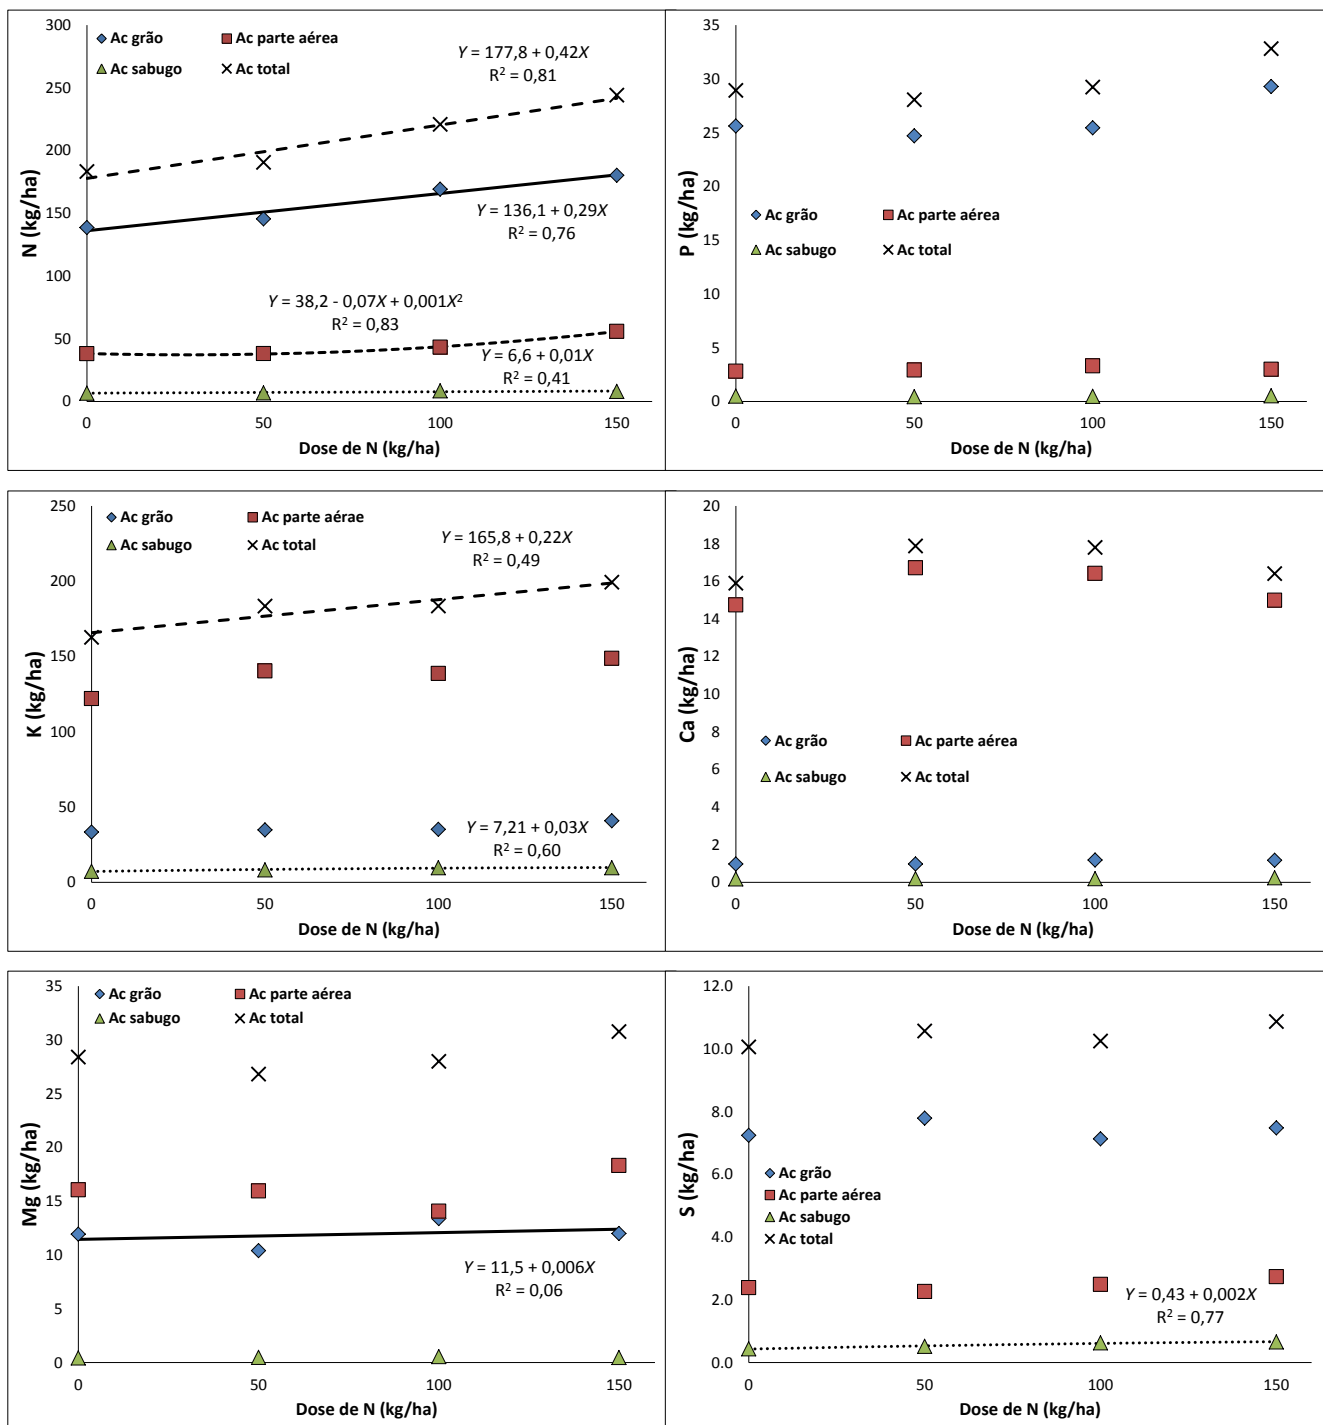 300
250
200
150
100
50
0
N (kg/ha)
Ac grão
Ac parte aérea
Ac sabugo
Ac total
Y = 177,8 + 0,42X
R² = 0,81
Y = 136,1 + 0,29X
R² = 0,76
Y = 38,2 - 0,07X + 0,001X²
R² = 0,83
Y = 6,6 + 0,01X
R² = 0,41
0 50 100 150
Dose de N (kg/ha)
35
30
25
20
15
10
5
0
P (kg/ha)
Ac grão
Ac parte aérea
Ac sabugo
Ac total
0 50 100 150
Dose de N (kg/ha)
250
200
150
100
50
0
K (kg/ha)
Ac grão
Ac parte aérae
Ac sabugo
Ac total
Y = 165,8 + 0,22X
R² = 0,49
Y = 7,21 + 0,03X
R² = 0,60
0 50 100 150
Dose de N (kg/ha)
20
18
16
14
12
10
8
6
4
2
0
Ca (kg/ha)
Ac grão
Ac parte aérea
Ac sabugo
Ac total
0 50 100 150
Dose de N (kg/ha)
35
30
25
20
15
10
5
0
Mg (kg/ha)
Ac grão
Ac parte aérea
Ac sabugo
Ac total
Y = 11,5 + 0,006X
R² = 0,06
0 50 100 150
Dose de N (kg/ha)
12.0
10.0
8.0
6.0
4.0
2.0
0.0
S (kg/ha)
Ac grão
Ac parte aérea
Ac sabugo
Ac total
Y = 0,43 + 0,002X
R² = 0,77
0 50 100 150
Dose de N (kg/ha)